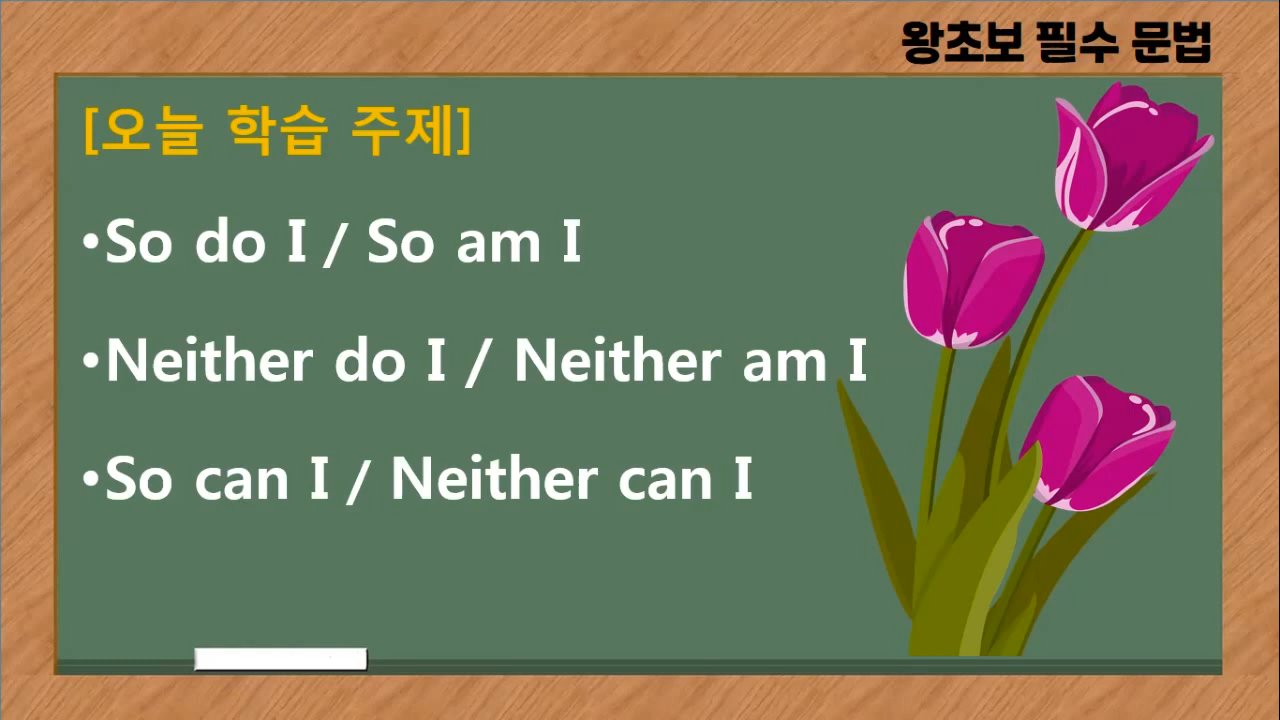 왕초보 필수 문법
[오늘 학습 주제]
•So do I / So am I
•Neither do I / Neither am I
•So can I / Neither can I